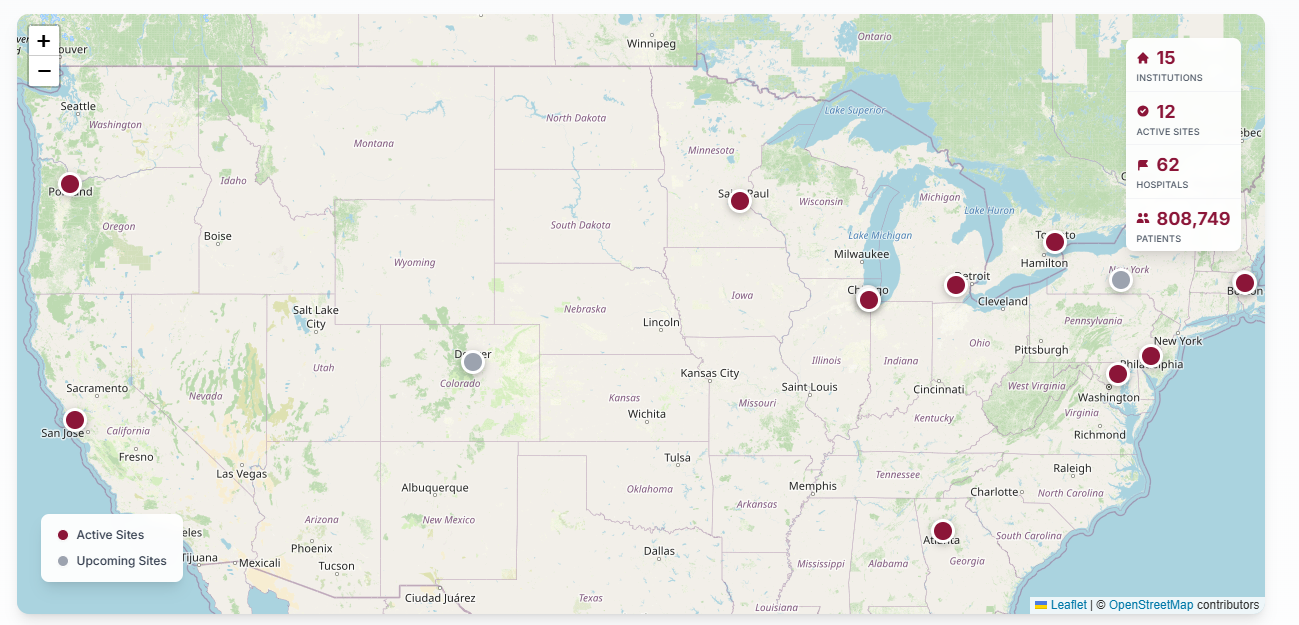 +
−
Winnipeg
Ontario
15
INSTITUTIONS
12
ACTIVE SITES
62
HOSPITALS
808,749
PATIENTS
Seattle
Washington
Montana
North Dakota
Minnesota
Lake Superior
Idaho
Oregon
Boise
Wyoming
South Dakota
Wisconsin
Michigan
Lake Huron
Lake Michigan
Milwaukee
Hamilton
Iowa
Cleveland
Salt Lake
City
Nebraska
Lincoln
Pennsylvania
New York
Ohio
Pittsburgh
Utah
Colorado
Illinois
Indiana
Kansas City
Saint Louis
Cincinnati
West Virginia
Washington
Sacramento
Nevada
Kansas
Wichita
Missouri
Kentucky
Virginia
Richmond
San Jose
California
Fresno
Las Vegas
Tulsa
Raleigh
Albuquerque
Oklahoma
Memphis
Tennessee
Charlotte
North Carolina
Arizona
New Mexico
Arkansas
South Carolina
Phoenix
Tucson
Dallas
Mississippi
Alabama
Georgia
Tijuana
Mexicali
Ciudad Juárez
Texas
Louisiana
Active Sites
Upcoming Sites
Leaflet | © OpenStreetMap contributors